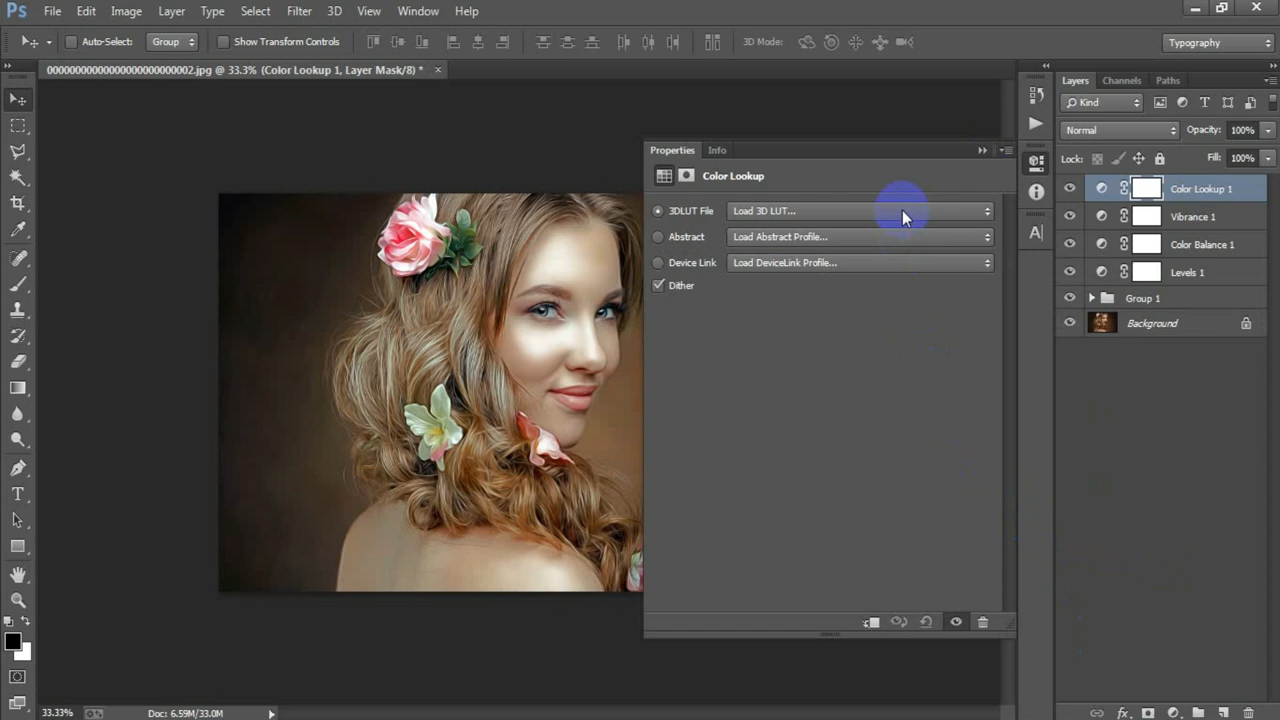 Ps File Edit Image Layer Type Select Filter 3D View Window Help
Auto-Select: Group Show Transform Controls 3D Mode: Typography
0000000000000000000000000002.jpg @ 33.3% (Color Lookup 1, Layer Mask/8) *
Layers Channels Paths
Kind T
Normal Opacity: 100%
Lock: Fill: 100%
Properties Info
Color Lookup
3DLUT File Load 3D LUT...
Abstract Load Abstract Profile...
Device Link Load DeviceLink Profile...
Dither
Color Lookup 1
Vibrance 1
Color Balance 1
Levels 1
Group 1
Background
A
T
fx
33.33% Doc: 6.59M/33.0M